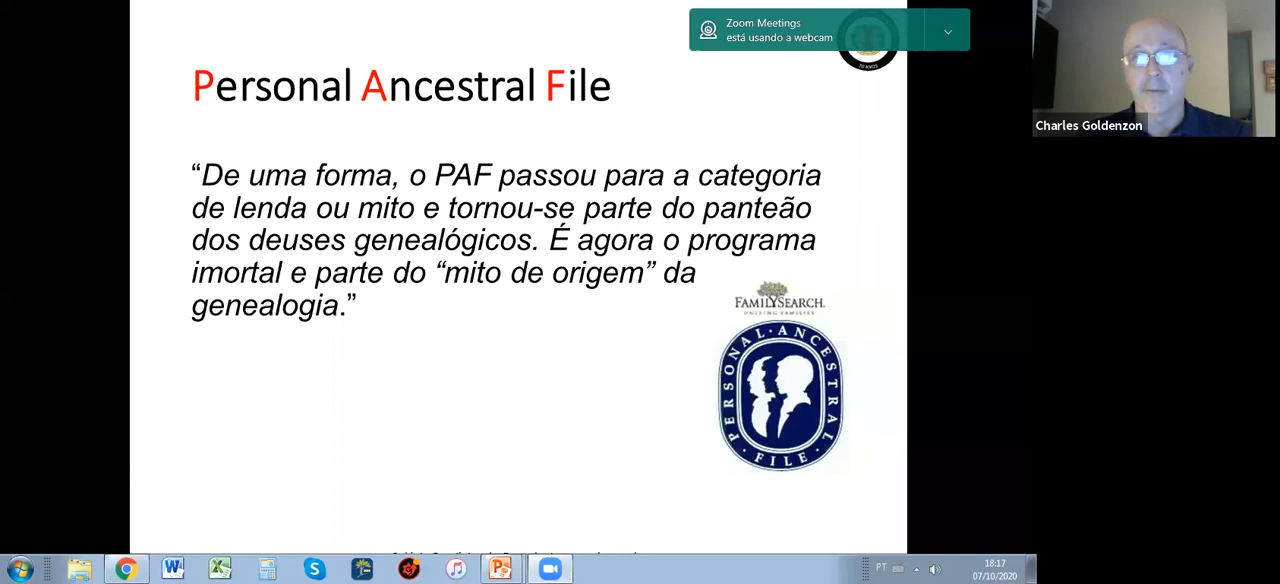 Zoom Meetings
está usando a webcam
Personal Ancestral File
“De uma forma, o PAF passou para a categoria
de lenda ou mito e tornou-se parte do panteão
dos deuses genealógicos. É agora o programa
imortal e parte do “mito de origem” da
genealogia.”
FAMILYSEARCH.
UNITING FAMILIES
PERSONAL · ANCESTRAL · FILE ·
Charles Goldenzon
PT
18:17
07/10/2020